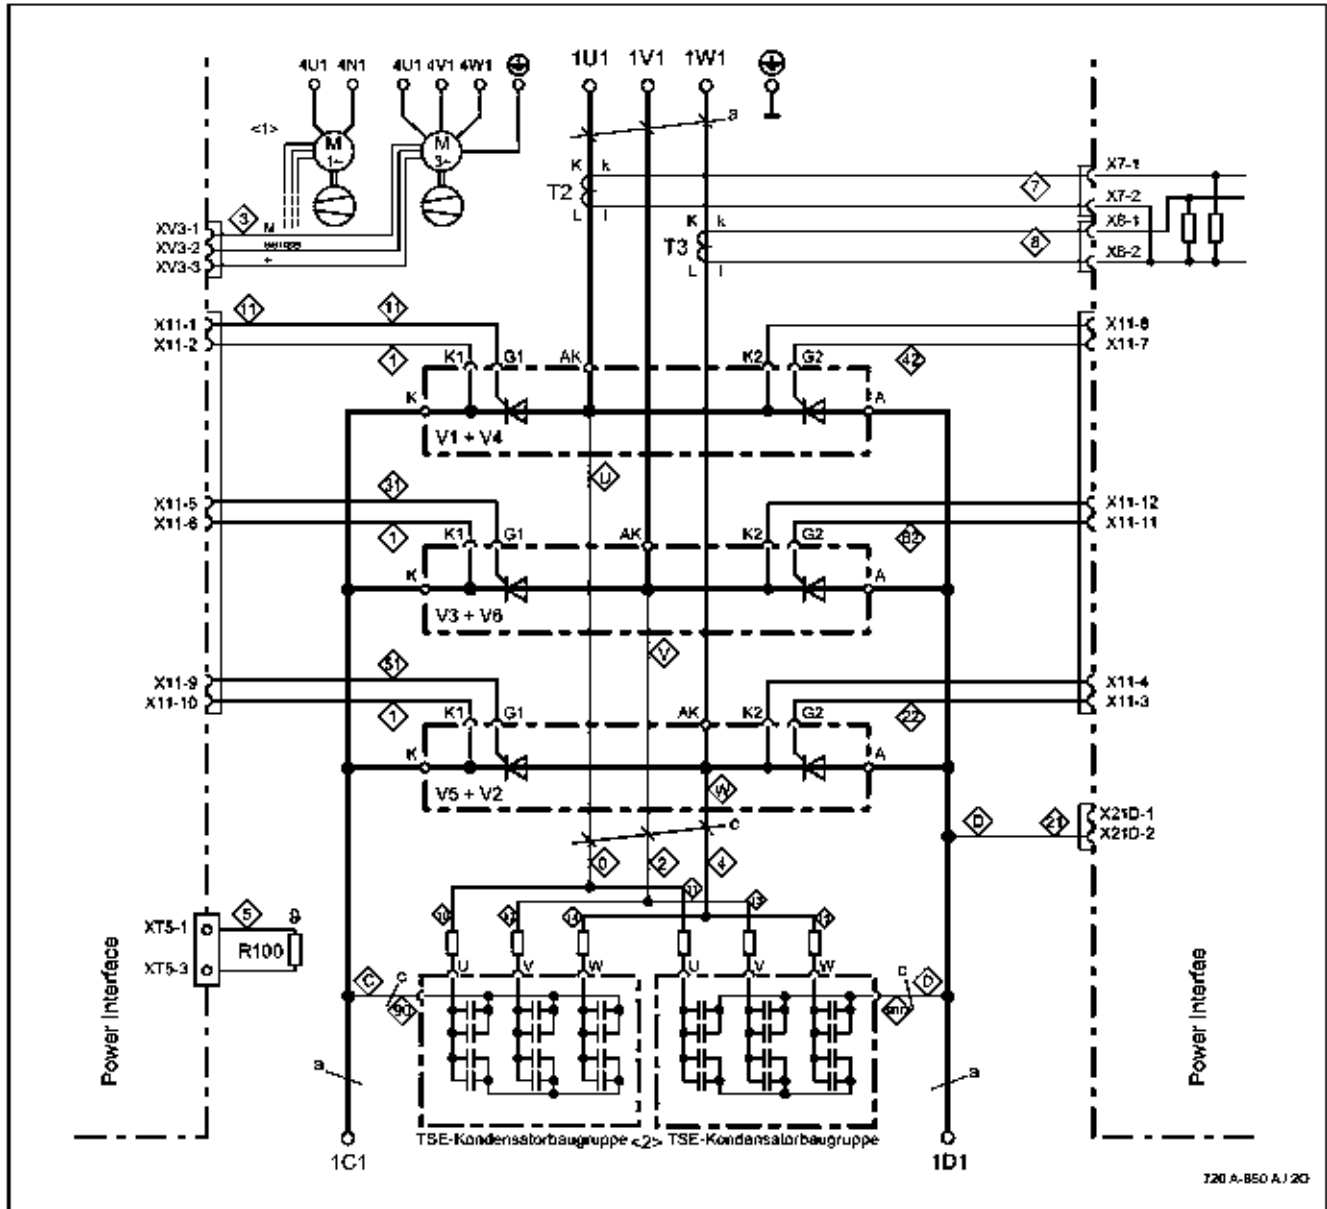 4U1 4N1 4U1 4V1 4W1 1U1 1V1 1W1
a
<1>
M
1~
M
3~
K k
T2
L l
K k
T3
L l
7
8
X7-1
X7-2
X6-1
X6-2
3
XV3-1
XV3-2
XV3-3
M
+
11 11
X11-1
X11-2
1
K1 G1 AK K2 G2
42
X11-8
X11-7
K A
V1 + V4
U
31
X11-5
X11-6
1
K1 G1 AK K2 G2
62
X11-12
X11-11
K A
V3 + V6
V
51
X11-9
X11-10
1
K1 G1 AK K2 G2
22
X11-4
X11-3
K A
V5 + V2
W
c
D 21
X21D-1
X21D-2
0 2 4
5
XT5-1
XT5-3
R100
ϑ
U V W U V W
C c
c D
a
a
TSE-Kondensatorbaugruppe <2> TSE-Kondensatorbaugruppe
1C1
1D1
Power Interface
Power Interfae
720 A-850 A / 2Q